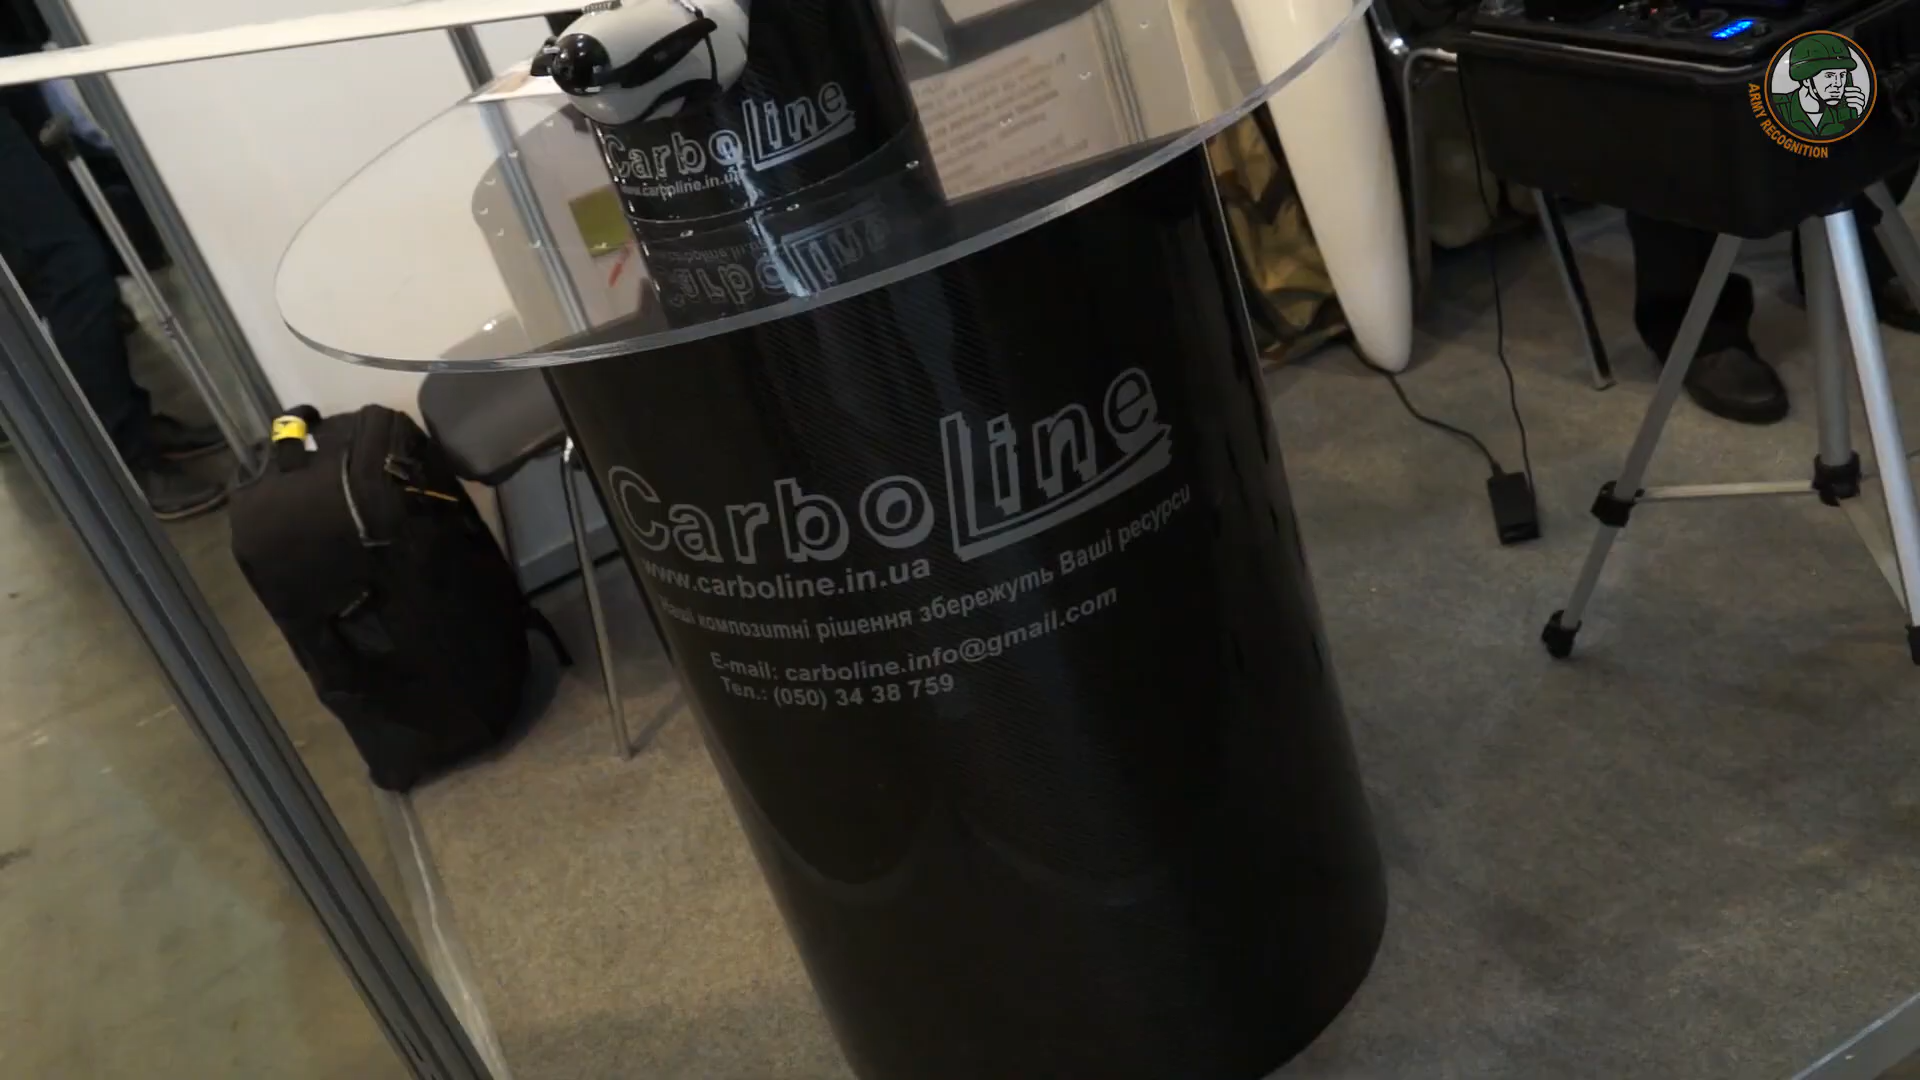 ARMY RECOGNITION
CarboLine
www.carboline.in.ua
CarboLine
www.carboline.in.ua
Наші композитні рішення збережуть Ваші ресурси
E-mail: carboline.info@gmail.com
Тел.: (050) 34 38 759